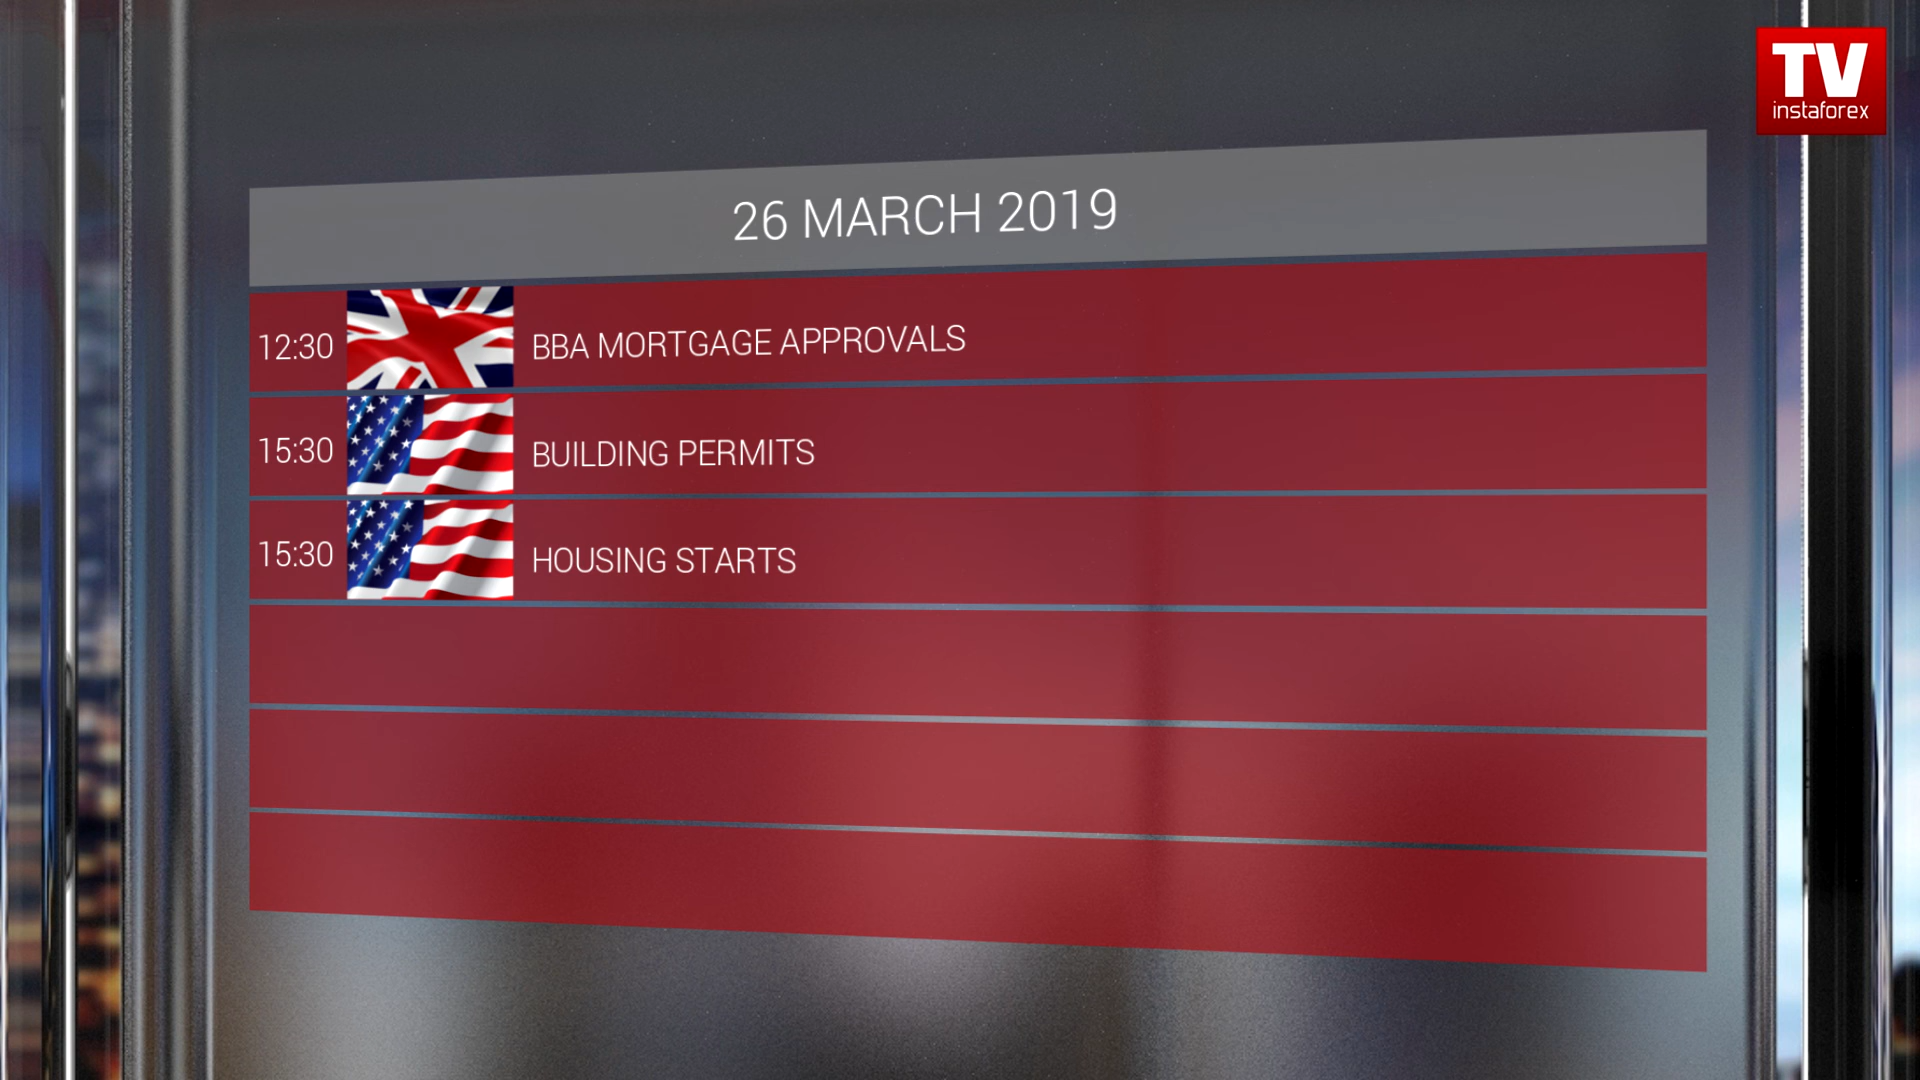 TV
instaforex
26 MARCH 2019
12:30 BBA MORTGAGE APPROVALS
15:30 BUILDING PERMITS
15:30 HOUSING STARTS